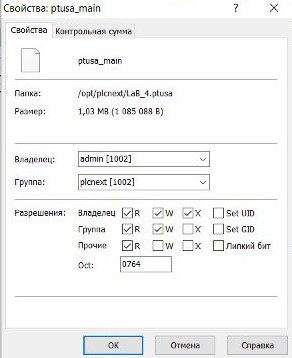 Свойства: ptusa_main
Свойства Контрольная сумма
ptusa_main
Папка: /opt/plcnext/LaB_4.ptusa
Размер: 1,03 MB (1 085 088 B)
Владелец: admin [1002]
Группа: plcnext [1002]
Разрешения: Владелец R W X Set UID
Группа R W X Set GID
Прочие R W X Липкий бит
Oct: 0764
OK Отмена Справка